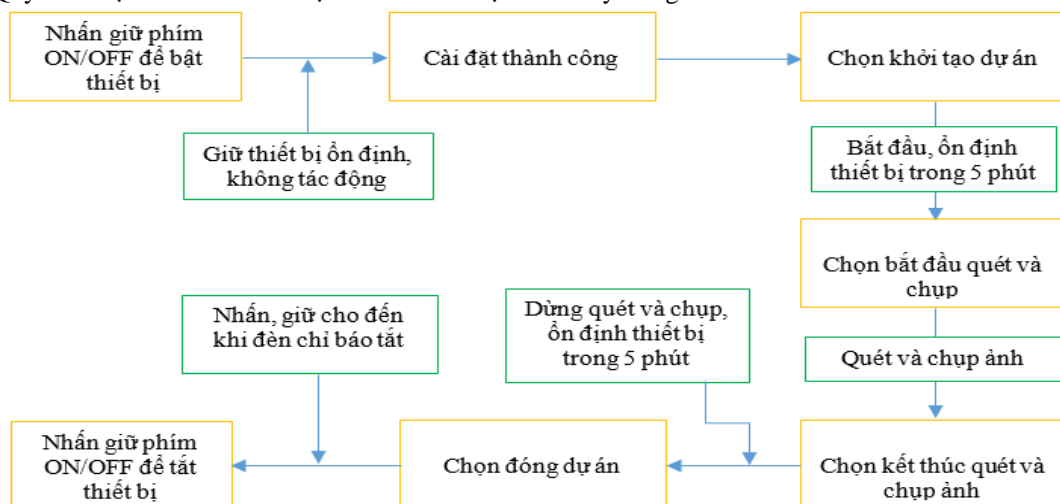 Nhấn giữ phím
ON/OFF để bật
thiết bị
Cài đặt thành công
Chọn khởi tạo dự án
Giữ thiết bị ổn định,
không tác động
Bắt đầu, ổn định
thiết bị trong 5 phút
Chọn bắt đầu quét và
chụp
Nhấn, giữ cho đến
khi đèn chỉ báo tắt
Dừng quét và chụp,
ổn định thiết bị
trong 5 phút
Quét và chụp ảnh
Nhấn giữ phím
ON/OFF để tắt
thiết bị
Chọn đóng dự án
Chọn kết thúc quét và
chụp ảnh